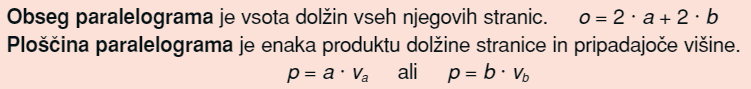 Obseg paralelograma je vsota dolžin vseh njegovih stranic. o = 2 · a + 2 · b
Ploščina paralelograma je enaka produktu dolžine stranice in pripadajoče višine.
p = a · vₐ ali p = b · v_b